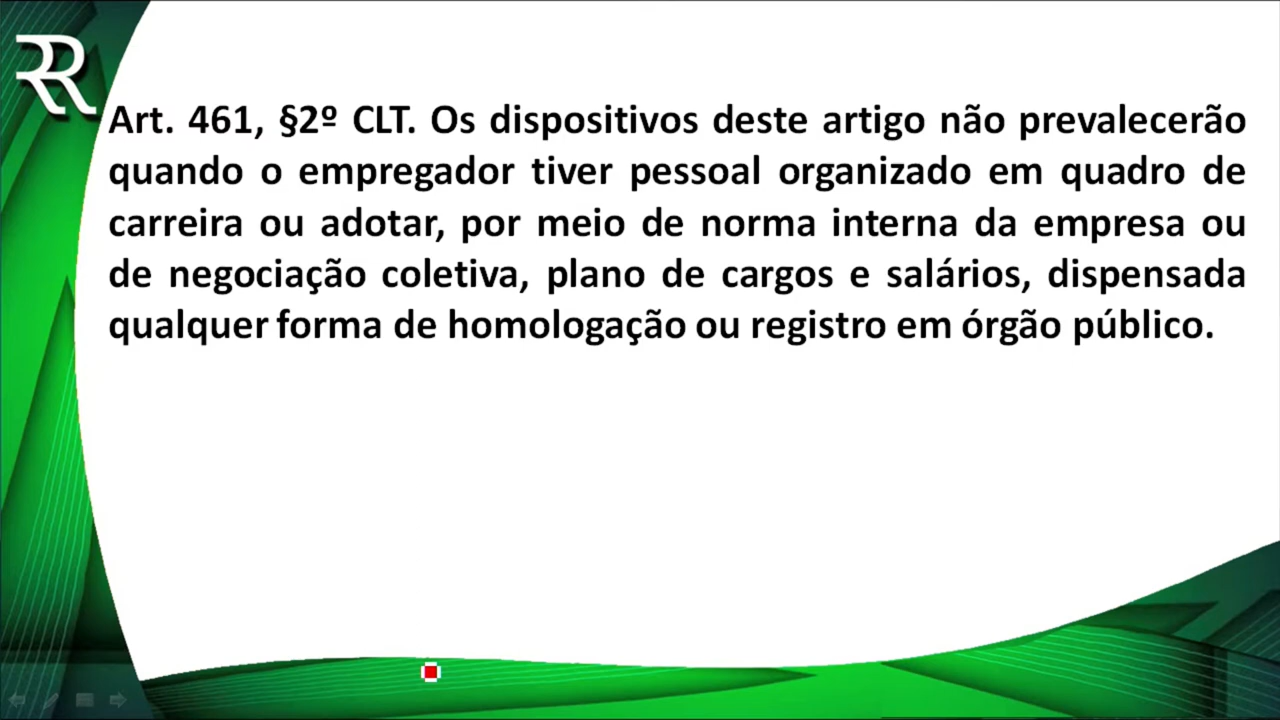 Art. 461, §2º CLT. Os dispositivos deste artigo não prevalecerão
quando o empregador tiver pessoal organizado em quadro de
carreira ou adotar, por meio de norma interna da empresa ou
de negociação coletiva, plano de cargos e salários, dispensada
qualquer forma de homologação ou registro em órgão público.